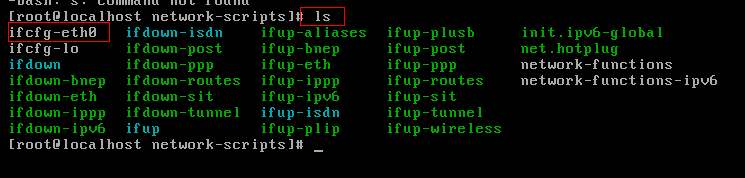 -bash: s: command not found
[root@localhost network-scripts]# ls
ifcfg-eth0 ifdown-isdn ifup-aliases ifup-plusb init.ipv6-global
ifcfg-lo ifdown-post ifup-bnep ifup-post net.hotplug
ifdown ifdown-ppp ifup-eth ifup-ppp network-functions
ifdown-bnep ifdown-routes ifup-ippp ifup-routes network-functions-ipv6
ifdown-eth ifdown-sit ifup-ipv6 ifup-sit
ifdown-ippp ifdown-tunnel ifup-isdn ifup-tunnel
ifdown-ipv6 ifup ifup-plip ifup-wireless
[root@localhost network-scripts]# _